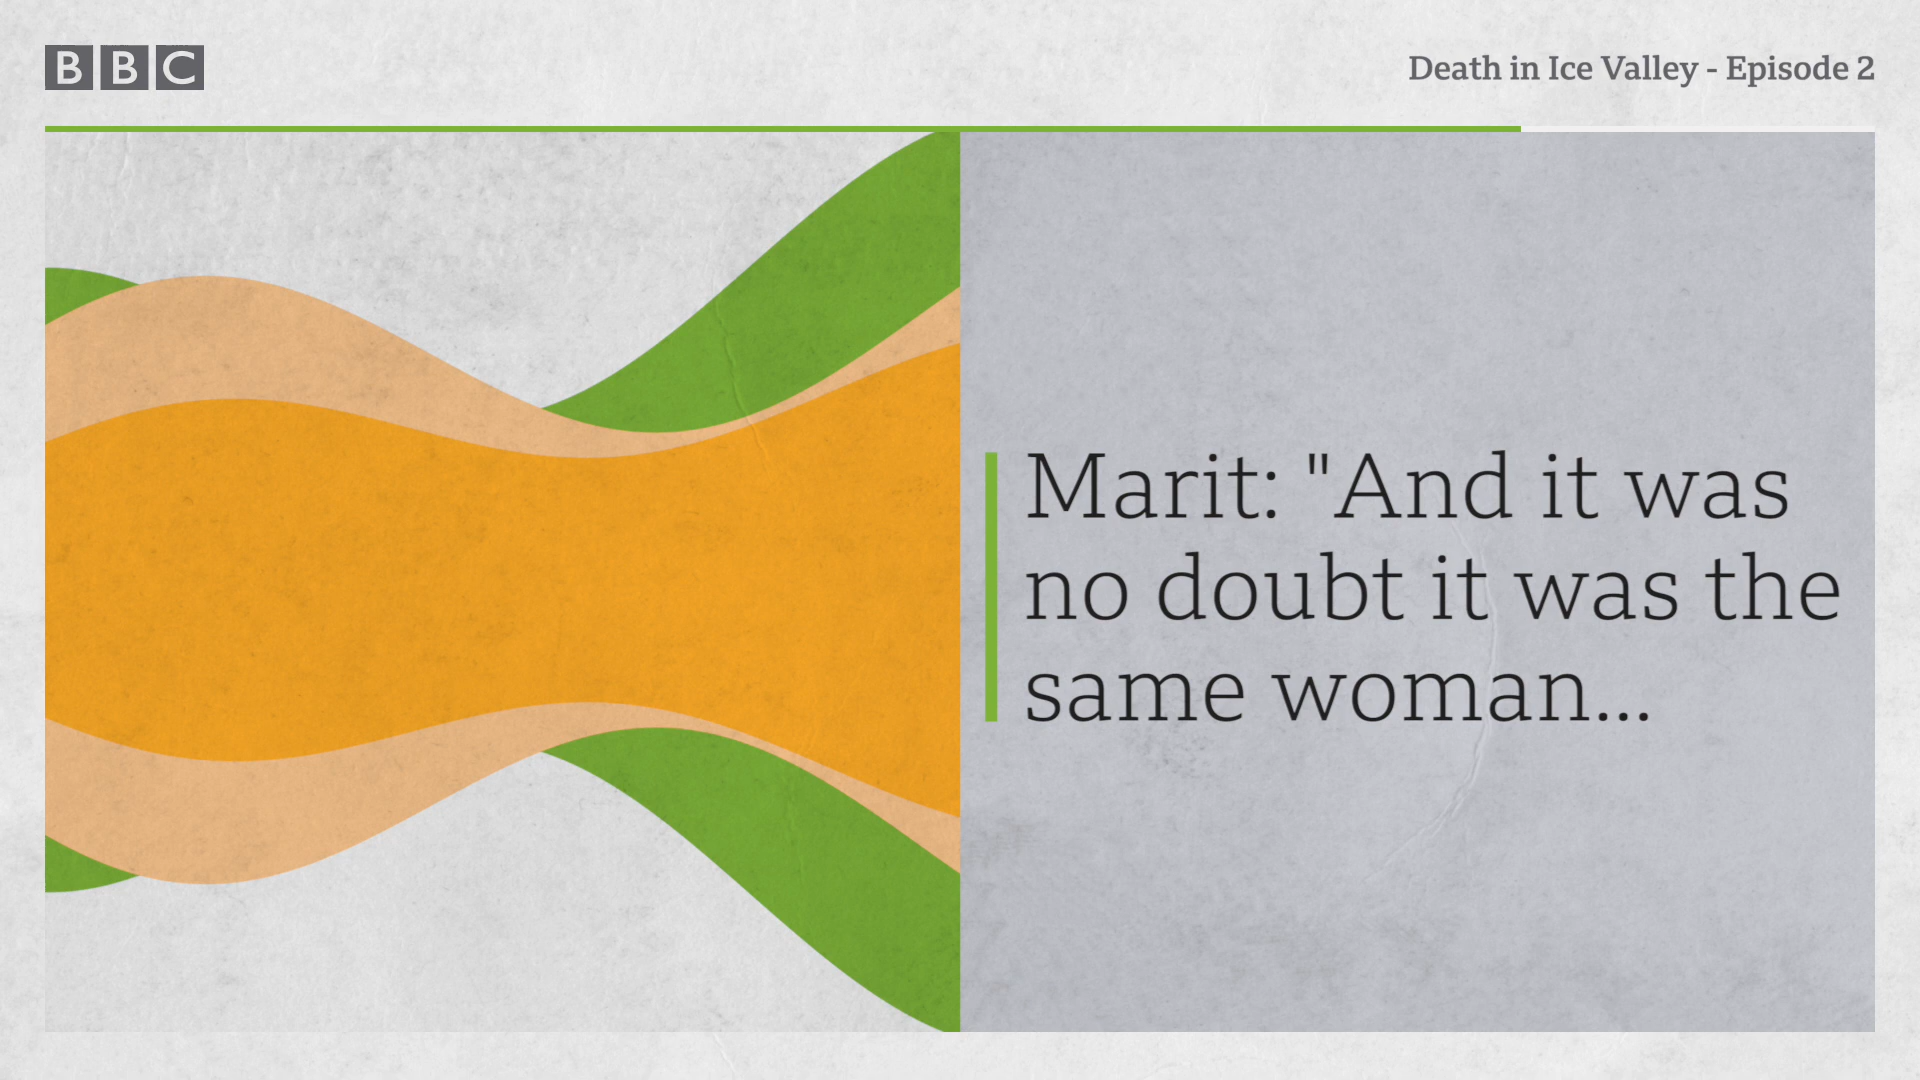 BBC
Death in Ice Valley - Episode 2
Marit: "And it was
no doubt it was the
same woman...